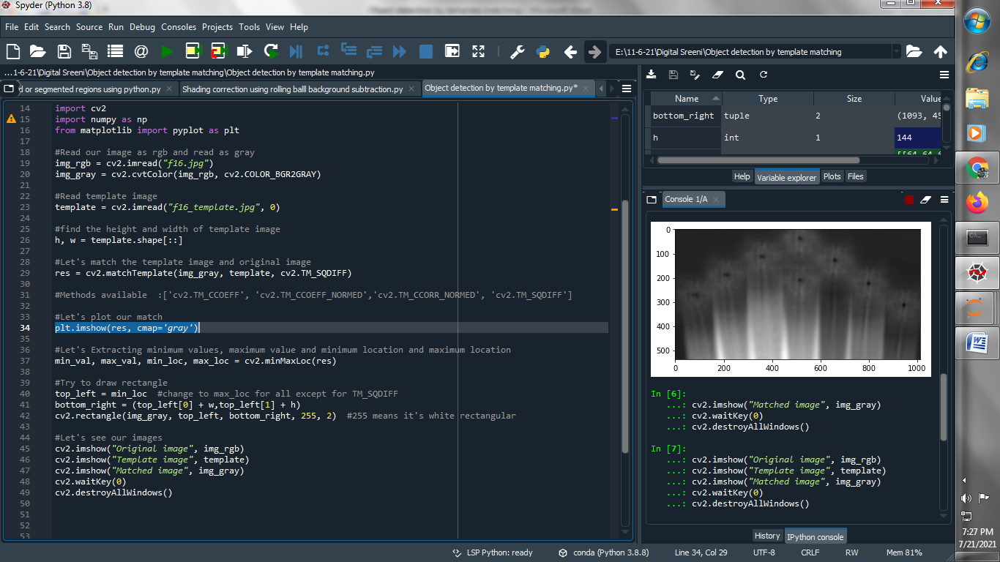 Spyder (Python 3.8)
File Edit Search Source Run Debug Consoles Projects Tools View Help
E:\11-6-21\Digital Sreeni\Object detection by template matching
...1-6-21\Digital Sreeni\Object detection by template matching\Object detection by template matching.py
d or segmented regions using python.py
Shading correction using rolling balll background subtraction.py
Object detection by template matching.py*
14 import cv2
15 import numpy as np
16 from matplotlib import pyplot as plt
17
18 #Read our image as rgb and read as gray
19 img_rgb = cv2.imread("f16.jpg")
20 img_gray = cv2.cvtColor(img_rgb, cv2.COLOR_BGR2GRAY)
21
22 #Read template image
23 template = cv2.imread("f16_template.jpg", 0)
24
25 #find the height and width of template image
26 h, w = template.shape[::]
27
28 #Let's match the template image and original image
29 res = cv2.matchTemplate(img_gray, template, cv2.TM_SQDIFF)
30
31 #Methods available  :['cv2.TM_CCOEFF', 'cv2.TM_CCOEFF_NORMED','cv2.TM_CCORR_NORMED', 'cv2.TM_SQDIFF']
32
33 #Let's plot our match
34 plt.imshow(res, cmap='gray')
35
36 #Let's Extracting minimum values, maximum value and minimum location and maximum location
37 min_val, max_val, min_loc, max_loc = cv2.minMaxLoc(res)
38
39 #Try to draw rectangle
40 top_left = min_loc  #change to max_loc for all except for TM_SQDIFF
41 bottom_right = (top_left[0] + w,top_left[1] + h)
42 cv2.rectangle(img_gray, top_left, bottom_right, 255, 2)  #255 means it's white rectangular
43
44 #Let's see our images
45 cv2.imshow("Original image", img_rgb)
46 cv2.imshow("Template image", template)
47 cv2.imshow("Matched image", img_gray)
48 cv2.waitKey(0)
49 cv2.destroyAllWindows()
50
51
52
53
Name Type Size Value
bottom_right tuple 2 (1093, 45
h int 1 144
Help Variable explorer Plots Files
Console 1/A
0
100
200
300
400
500
0 200 400 600 800 1000
In [6]:
...: cv2.imshow("Matched image", img_gray)
...: cv2.waitKey(0)
...: cv2.destroyAllWindows()
In [7]:
...: cv2.imshow("Original image", img_rgb)
...: cv2.imshow("Template image", template)
...: cv2.imshow("Matched image", img_gray)
...: cv2.waitKey(0)
...: cv2.destroyAllWindows()
History IPython console
LSP Python: ready conda (Python 3.8.8) Line 34, Col 29 UTF-8 CRLF RW Mem 81%
7:27 PM
7/21/2021